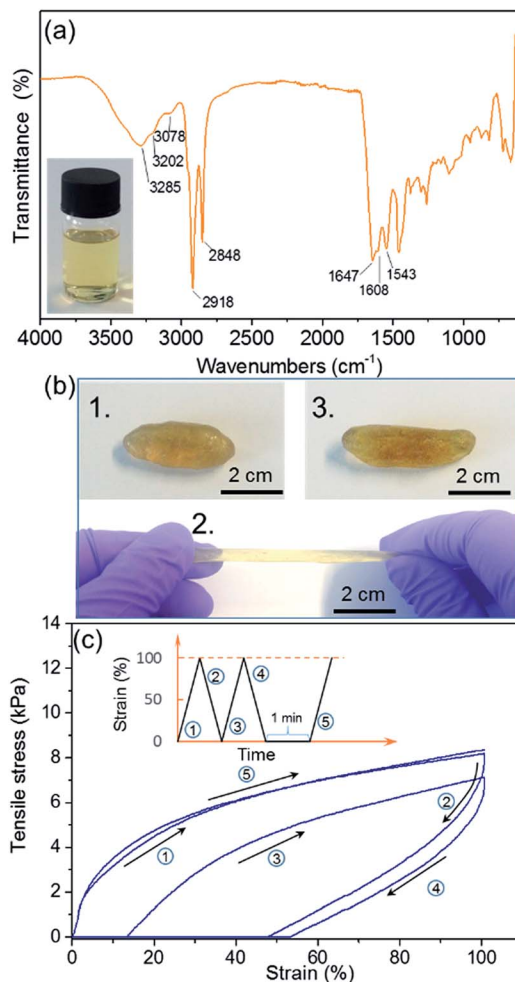 (a)
Transmittance (%)
3078
3202
3285
2848
2918
1647
1608
1543
4000 3500 3000 2500 2000 1500 1000
Wavenumbers (cm⁻¹)
(b)
1.
2 cm
3.
2 cm
2.
2 cm
(c)
Tensile stress (kPa)
14
12
10
8
6
4
2
0
Strain (%)
100
50
0
① ② ③ ④ ⑤
1 min
Time
⑤
①
③
②
④
0 20 40 60 80 100
Strain (%)